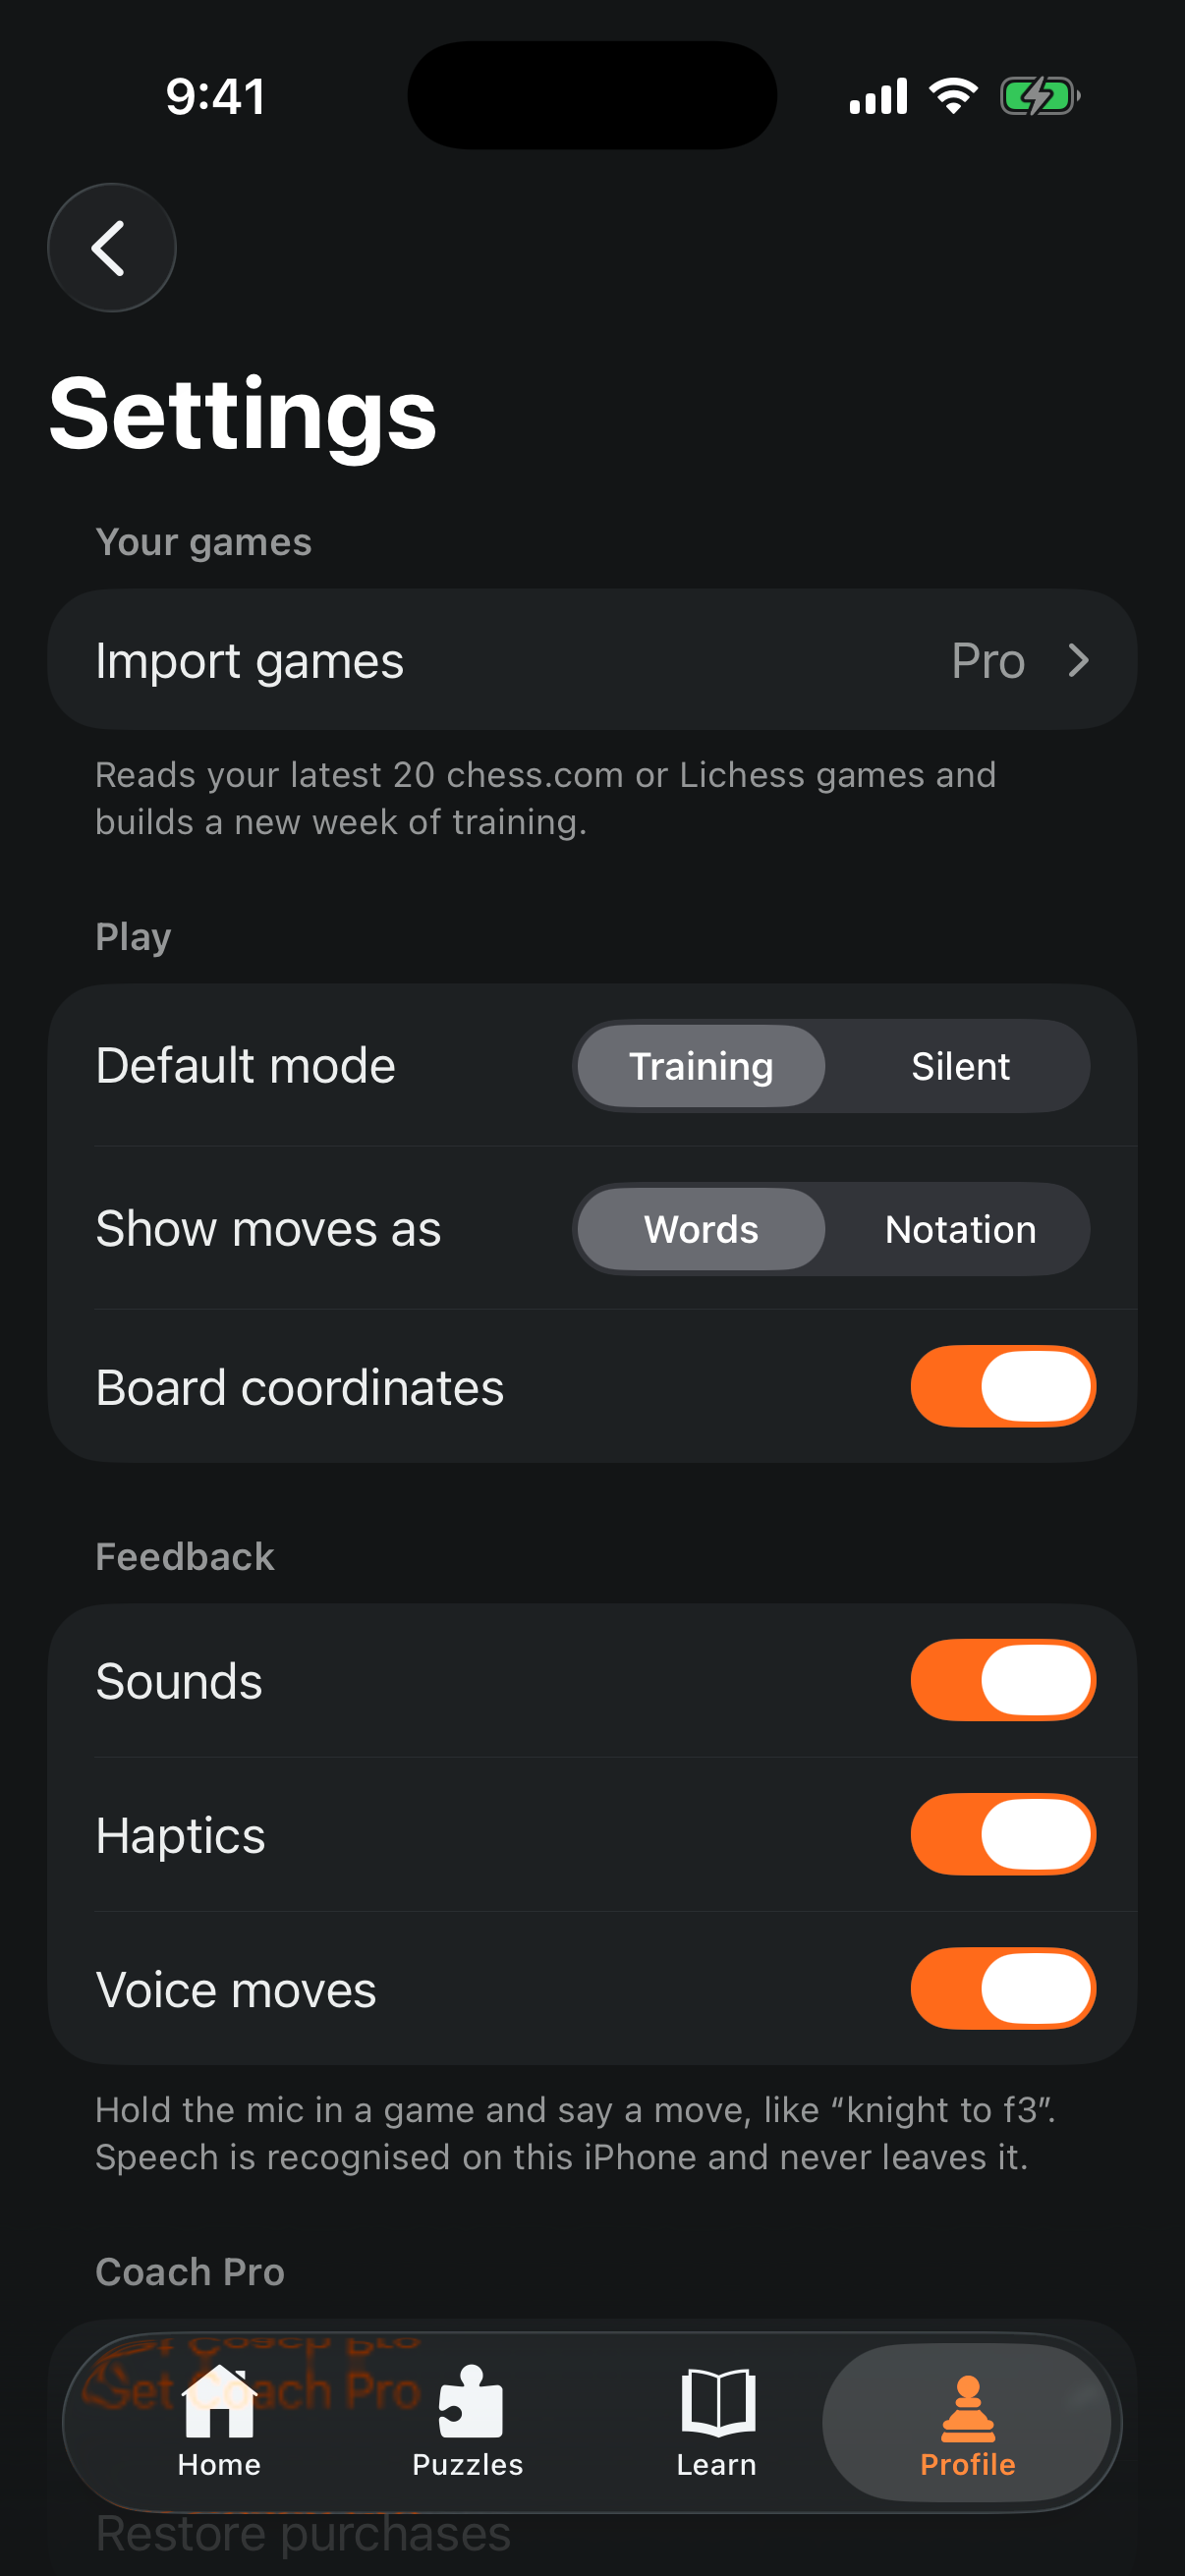 9:41
Settings
Your games
Import games Pro
Reads your latest 20 chess.com or Lichess games and
builds a new week of training.
Play
Default mode Training Silent
Show moves as Words Notation
Board coordinates
Feedback
Sounds
Haptics
Voice moves
Hold the mic in a game and say a move, like “knight to f3”.
Speech is recognised on this iPhone and never leaves it.
Coach Pro
Get Coach Pro
Home Puzzles Learn Profile
Restore purchases